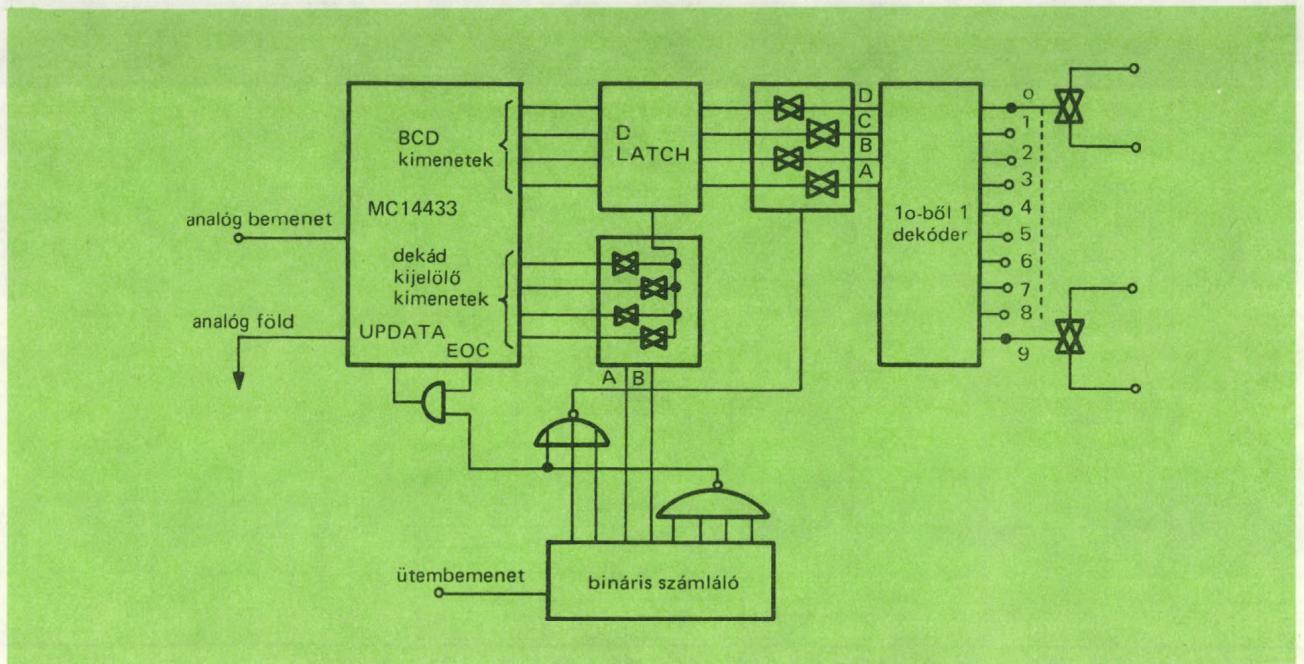 BCD
kimenetek
MC14433
analóg bemenet
dekád
kijelölő
kimenetek
analóg föld
UPDATA
EOC
D
LATCH
A B
D
C
B
A
1o-ből 1
dekóder
o
1
2
3
4
5
6
7
8
9
ütembemenet
bináris számláló